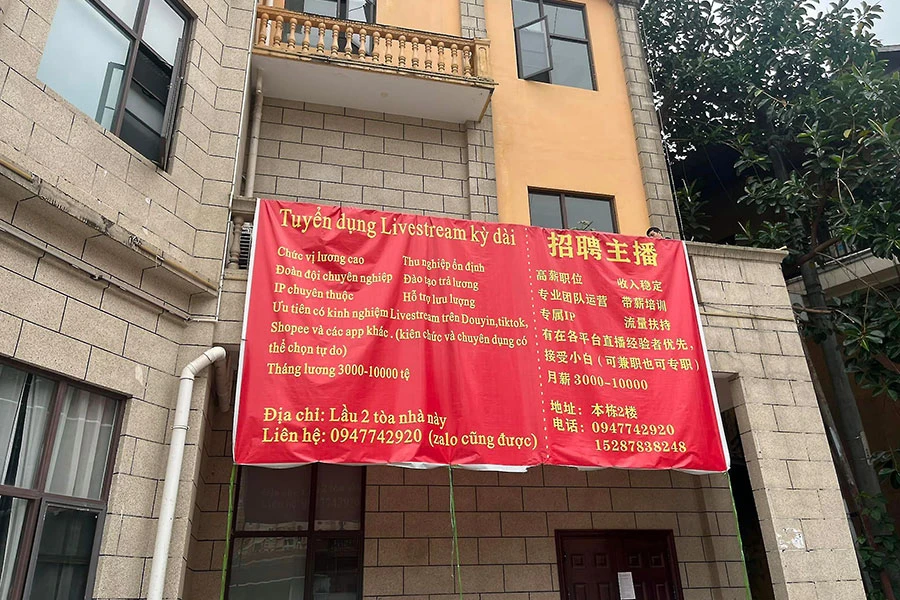 Tuyển dụng Livestream kỳ dài
Chức vị lương cao
Thu nghiệp ổn định
Đoàn đội chuyên nghiệp
Đào tạo trả lương
IP chuyên thuộc
Hỗ trợ lưu lượng
Ưu tiên có kinh nghiệm Livestream trên Douyin,tiktok,
Shopee và các app khác . (kiên chức và chuyên dụng có
thể chọn tự do)
Tháng lương 3000-10000 tệ
Địa chỉ: Lầu 2 tòa nhà này
Liên hệ: 0947742920 (zalo cũng được)
招聘主播
高薪职位 收入稳定
专业团队运营 带薪培训
专属IP 流量扶持
有在各平台直播经验者优先,
接受小白(可兼职也可专职)
月薪3000-10000
地址: 本栋2楼
电话: 0947742920
15287838248